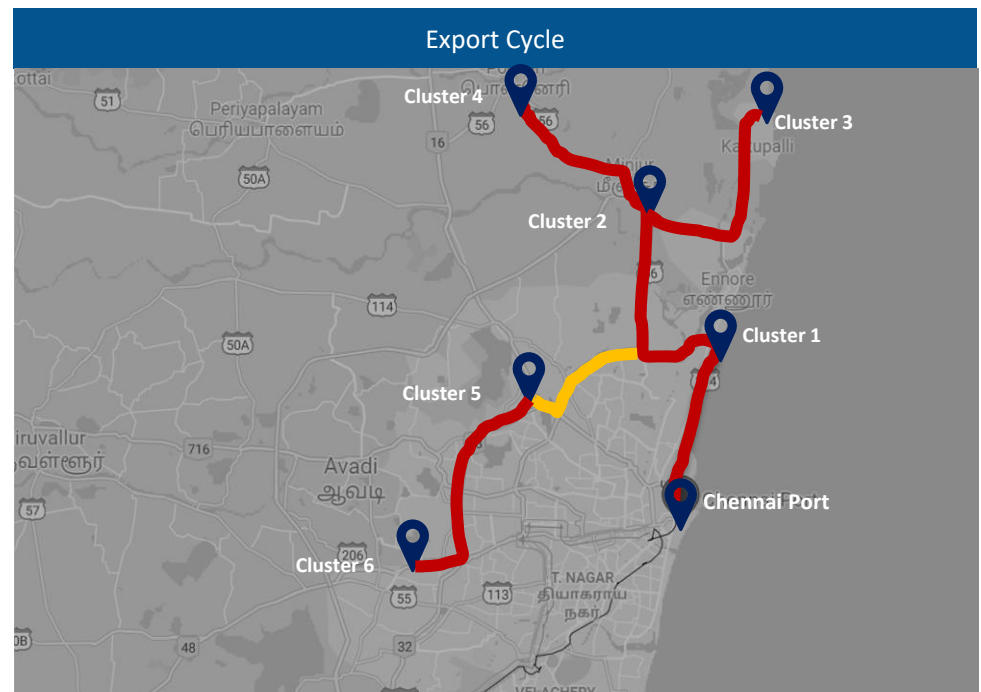 Export Cycle
51
Periyapalayam
பெரியபாளையம்
Cluster 4
56
56
Cluster 3
16
Minjur
50A
Cluster 2
Ennore
எண்ணூர்
114
Cluster 1
50A
Cluster 5
716
Avadi
ஆவடி
57
Chennai Port
206
Cluster 6
T. NAGAR
தியாகராய
நகர்
55
113
32
48